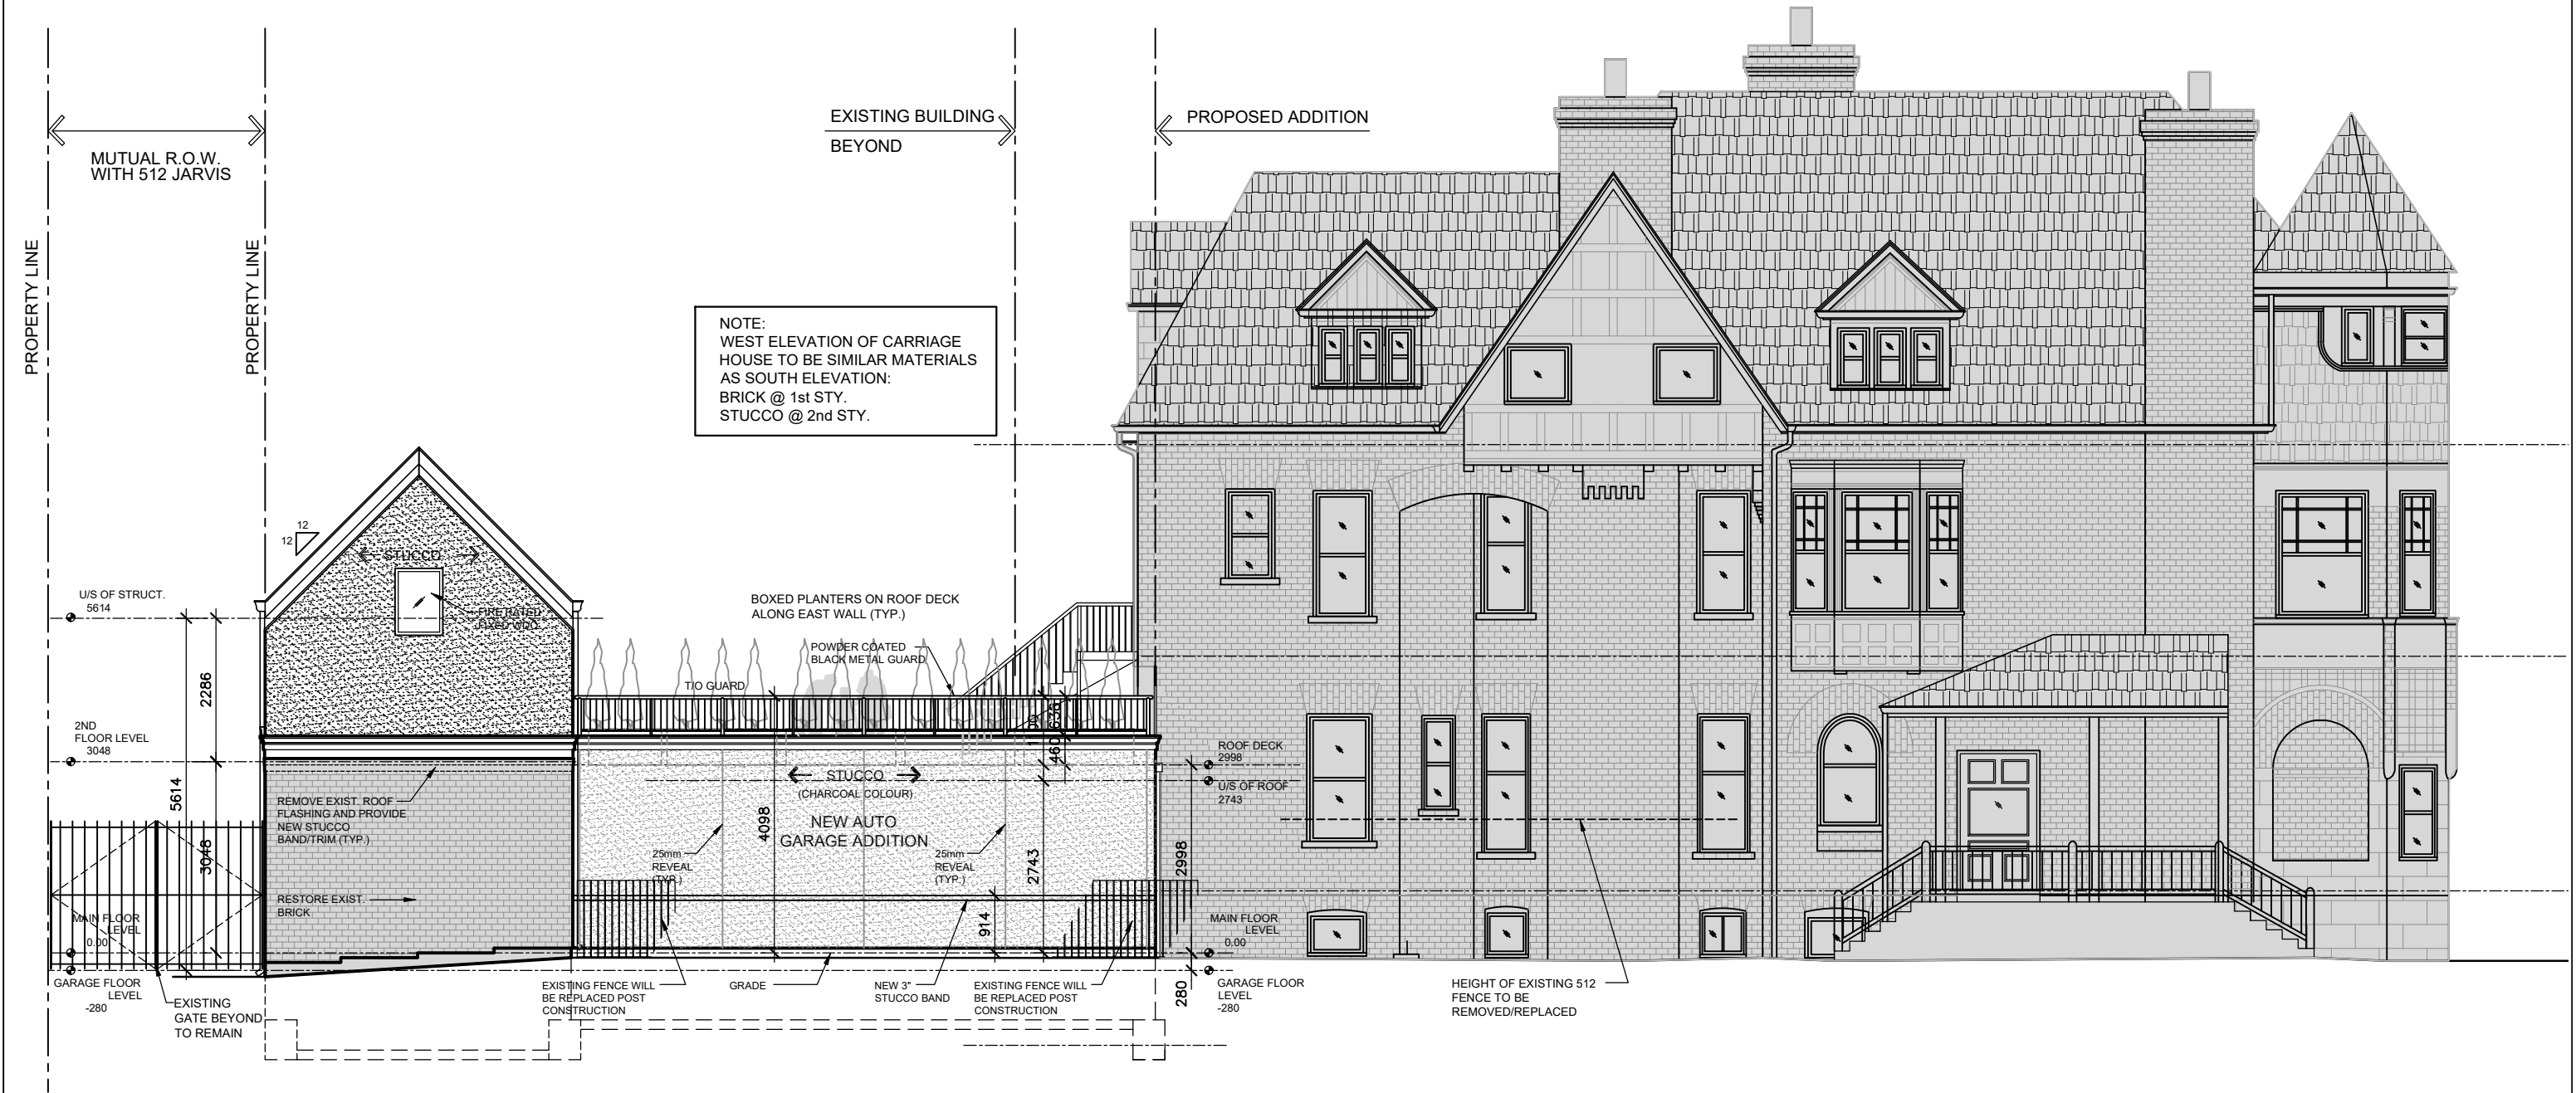 PROPERTY LINE
MUTUAL R.O.W.
WITH 512 JARVIS
PROPERTY LINE
EXISTING BUILDING
BEYOND
PROPOSED ADDITION
NOTE:
WEST ELEVATION OF CARRIAGE
HOUSE TO BE SIMILAR MATERIALS
AS SOUTH ELEVATION:
BRICK @ 1st STY.
STUCCO @ 2nd STY.
12
12
STUCCO
FIRE RATED
FIXED WDO.
U/S OF STRUCT.
5614
2286
2ND
FLOOR LEVEL
3048
5614
3048
MAIN FLOOR
LEVEL
0.00
GARAGE FLOOR
LEVEL
-280
EXISTING
GATE BEYOND
TO REMAIN
REMOVE EXIST. ROOF
FLASHING AND PROVIDE
NEW STUCCO
BAND/TRIM (TYP.)
RESTORE EXIST.
BRICK
BOXED PLANTERS ON ROOF DECK
ALONG EAST WALL (TYP.)
POWDER COATED
BLACK METAL GUARD
T/O GUARD
STUCCO
(CHARCOAL COLOUR)
NEW AUTO
GARAGE ADDITION
4098
25mm
REVEAL
(TYP.)
25mm
REVEAL
(TYP.)
2743
914
460
2998
280
EXISTING FENCE WILL
BE REPLACED POST
CONSTRUCTION
GRADE
NEW 3"
STUCCO BAND
EXISTING FENCE WILL
BE REPLACED POST
CONSTRUCTION
ROOF DECK
2998
U/S OF ROOF
2743
MAIN FLOOR
LEVEL
0.00
GARAGE FLOOR
LEVEL
-280
HEIGHT OF EXISTING 512
FENCE TO BE
REMOVED/REPLACED